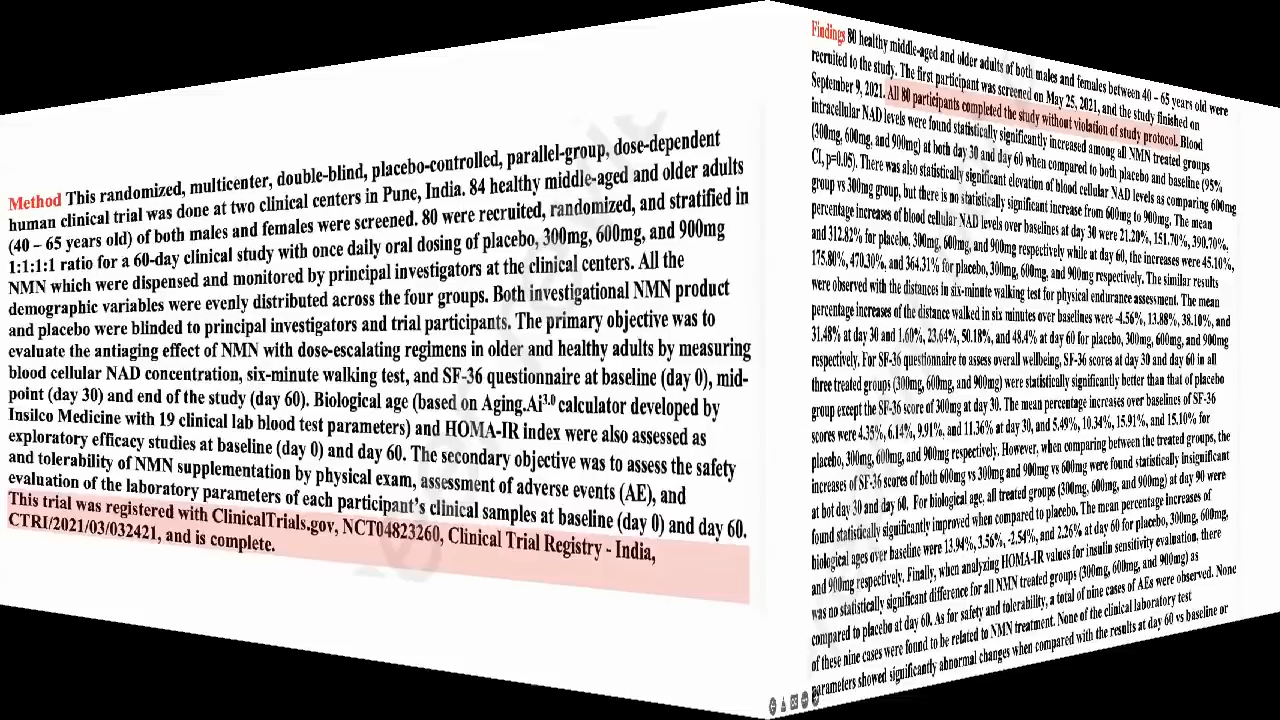 Method This randomized, multicenter, double-blind, placebo-controlled, parallel-group, dose-dependent
human clinical trial was done at two clinical centers in Pune, India. 84 healthy middle-aged and older adults
(40 – 65 years old) of both males and females were screened. 80 were recruited, randomized, and stratified in
1:1:1:1 ratio for a 60-day clinical study with once daily oral dosing of placebo, 300mg, 600mg, and 900mg
NMN which were dispensed and monitored by principal investigators at the clinical centers. All the
demographic variables were evenly distributed across the four groups. Both investigational NMN product
and placebo were blinded to principal investigators and trial participants. The primary objective was to
evaluate the antiaging effect of NMN with dose-escalating regimens in older and healthy adults by measuring
blood cellular NAD concentration, six-minute walking test, and SF-36 questionnaire at baseline (day 0), mid-
point (day 30) and end of the study (day 60). Biological age (based on Aging.Ai3.0 calculator developed by
Insilco Medicine with 19 clinical lab blood test parameters) and HOMA-IR index were also assessed as
exploratory efficacy studies at baseline (day 0) and day 60. The secondary objective was to assess the safety
and tolerability of NMN supplementation by physical exam, assessment of adverse events (AE), and
evaluation of the laboratory parameters of each participant's clinical samples at baseline (day 0) and day 60.
This trial was registered with ClinicalTrials.gov, NCT04823260, Clinical Trial Registry - India,
CTRI/2021/03/032421, and is complete.
Findings 80 healthy middle-aged and older adults of both males and females between 40 – 65 years old were
recruited to the study. The first participant was screened on May 25, 2021, and the study finished on
September 9, 2021. All 80 participants completed the study without violation of study protocol. Blood
intracellular NAD levels were found statistically significantly increased among all NMN treated groups
(300mg, 600mg, and 900mg) at both day 30 and day 60 when compared to both placebo and baseline (95%
CI, p=0.05). There was also statistically significant elevation of blood cellular NAD levels as comparing 600mg
group vs 300mg group, but there is no statistically significant increase from 600mg to 900mg. The mean
percentage increases of blood cellular NAD levels over baselines at day 30 were 21.20%, 151.70%, 390.70%,
and 312.82% for placebo, 300mg, 600mg, and 900mg respectively while at day 60, the increases were 45.10%,
175.80%, 470.30%, and 364.31% for placebo, 300mg, 600mg, and 900mg respectively. The similar results
were observed with the distances in six-minute walking test for physical endurance assessment. The mean
percentage increases of the distance walked in six minutes over baselines were -4.56%, 13.88%, 38.10%, and
31.48% at day 30 and 1.60%, 23.64%, 50.18%, and 48.4% at day 60 for placebo, 300mg, 600mg, and 900mg
respectively. For SF-36 questionnaire to assess overall wellbeing, SF-36 scores at day 30 and day 60 in all
three treated groups (300mg, 600mg, and 900mg) were statistically significantly better than that of placebo
group except the SF-36 score of 300mg at day 30. The mean percentage increases over baselines of SF-36
scores were 4.35%, 6.14%, 9.91%, and 11.36% at day 30, and 5.49%, 10.34%, 15.91%, and 15.10% for
placebo, 300mg, 600mg, and 900mg respectively. However, when comparing between the treated groups, the
increases of SF-36 scores of both 600mg vs 300mg and 900mg vs 600mg were found statistically insignificant
at bot day 30 and day 60. For biological age, all treated groups (300mg, 600mg, and 900mg) at day 90 were
found statistically significantly improved when compared to placebo. The mean percentage increases of
biological ages over baseline were 13.94%, 3.56%, -2.54%, and 2.26% at day 60 for placebo, 300mg, 600mg,
and 900mg respectively. Finally, when analyzing HOMA-IR values for insulin sensitivity evaluation, there
was no statistically significant difference for all NMN treated groups (300mg, 600mg, and 900mg) as
compared to placebo at day 60. As for safety and tolerability, a total of nine cases of AEs were observed. None
of these nine cases were found to be related to NMN treatment. None of the clinical laboratory test
parameters showed significantly abnormal changes when compared with the results at day 60 vs baseline or